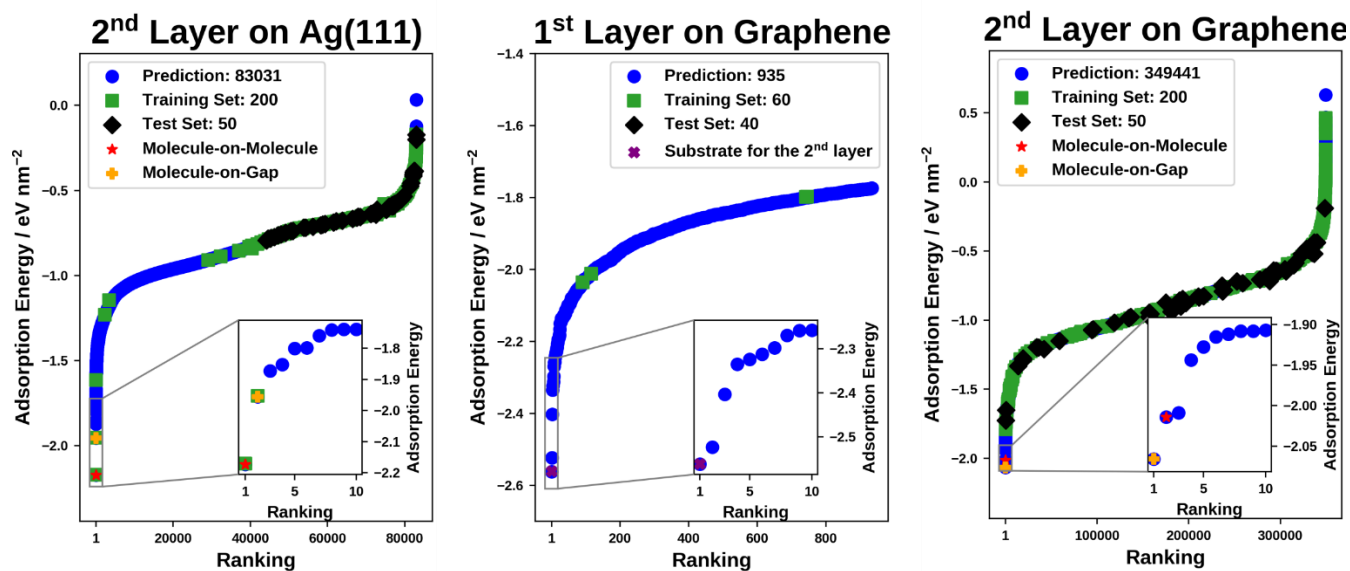 2nd Layer on Ag(111)
Adsorption Energy / eV nm−2
0.0
−0.5
−1.0
−1.5
−2.0
Prediction: 83031
Training Set: 200
Test Set: 50
Molecule-on-Molecule
Molecule-on-Gap
−1.8
−1.9
−2.0
−2.1
−2.2
Adsorption Energy
1 5 10
Ranking
1 20000 40000 60000 80000
Ranking
1st Layer on Graphene
Adsorption Energy / eV nm−2
−1.4
−1.6
−1.8
−2.0
−2.2
−2.4
−2.6
Prediction: 935
Training Set: 60
Test Set: 40
Substrate for the 2nd layer
−2.3
−2.4
−2.5
Adsorption Energy
1 5 10
Ranking
1 200 400 600 800
Ranking
2nd Layer on Graphene
Adsorption Energy / eV nm−2
0.5
0.0
−0.5
−1.0
−1.5
−2.0
Prediction: 349441
Training Set: 200
Test Set: 50
Molecule-on-Molecule
Molecule-on-Gap
−1.90
−1.95
−2.00
−2.05
Adsorption Energy
1 5 10
Ranking
1 100000 200000 300000
Ranking